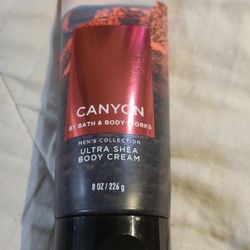 CANYON
BY BATH & BODY WORKS
MEN'S COLLECTION
ULTRA SHEA
BODY CREAM
8 OZ / 226 g